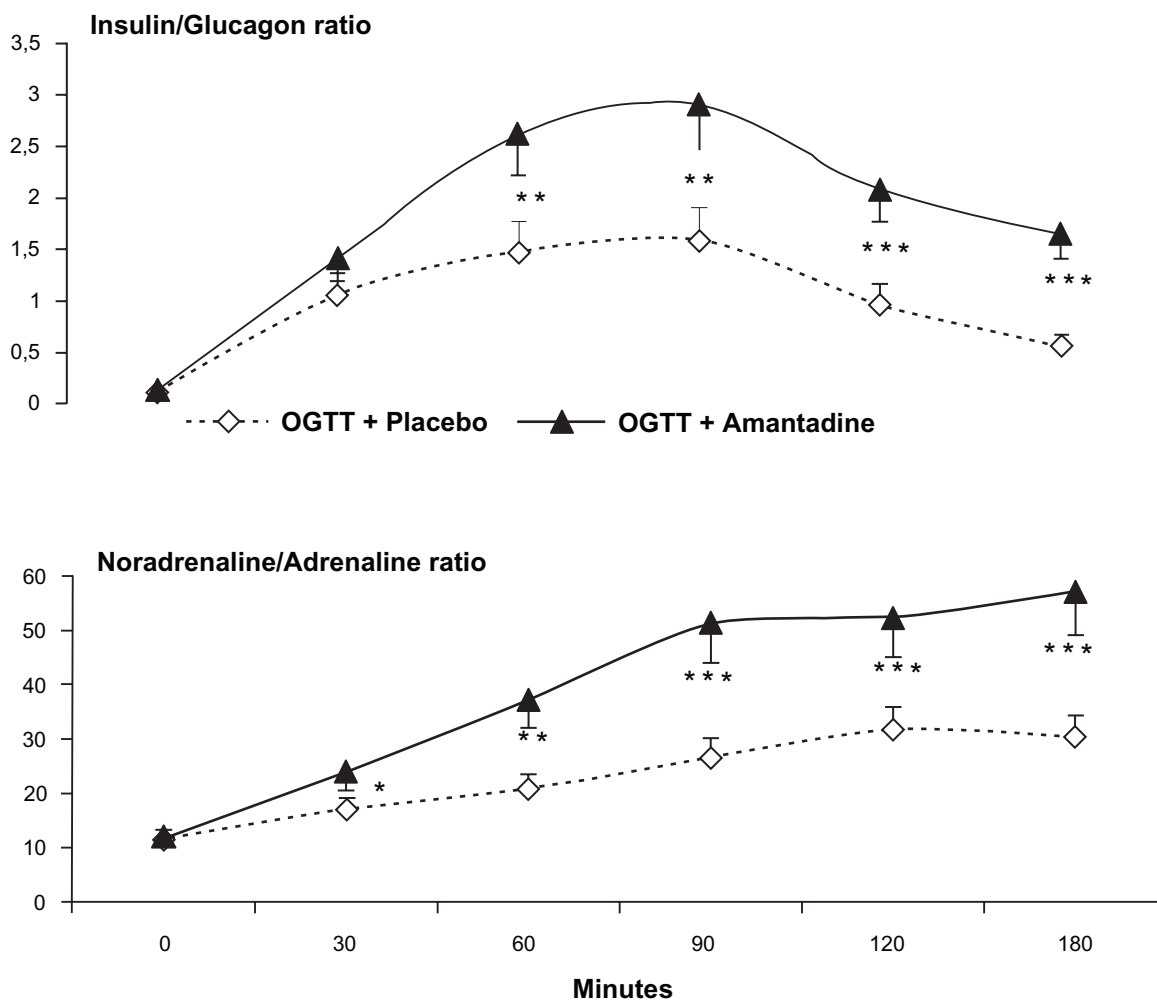 Insulin/Glucagon ratio
3,5
3
2,5
2
1,5
1
0,5
0
* *
* *
* * *
* * *
OGTT + Placebo OGTT + Amantadine
Noradrenaline/Adrenaline ratio
60
50
40
30
20
10
0
*
* *
* * *
* * *
* * *
0 30 60 90 120 180
Minutes